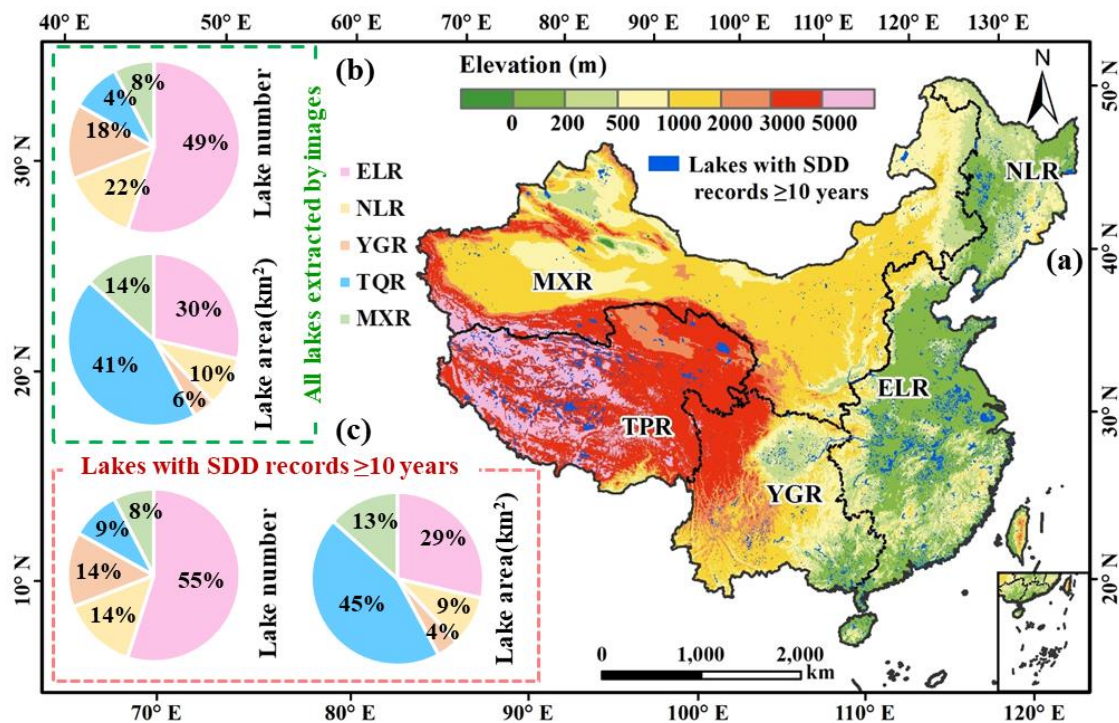 40° E 50° E 60° E 70° E 80° E 90° E 100° E 110° E 120° E 130° E
(b)
Elevation (m)
0 200 500 1000 2000 3000 5000
N
Lakes with SDD
records ≥10 years
8%
4%
18%
22%
49%
Lake number
All lakes extracted by images
ELR
NLR
YGR
TQR
MXR
14%
30%
41%
10%
6%
Lake area(km²)
(c)
Lakes with SDD records ≥10 years
8%
9%
14%
14%
55%
Lake number
13%
29%
45%
9%
4%
Lake area(km²)
NLR
(a)
MXR
ELR
TPR
YGR
30° N
20° N
10° N
50° N
40° N
30° N
20° N
0 1,000 2,000
km
70° E 80° E 90° E 100° E 110° E 120° E